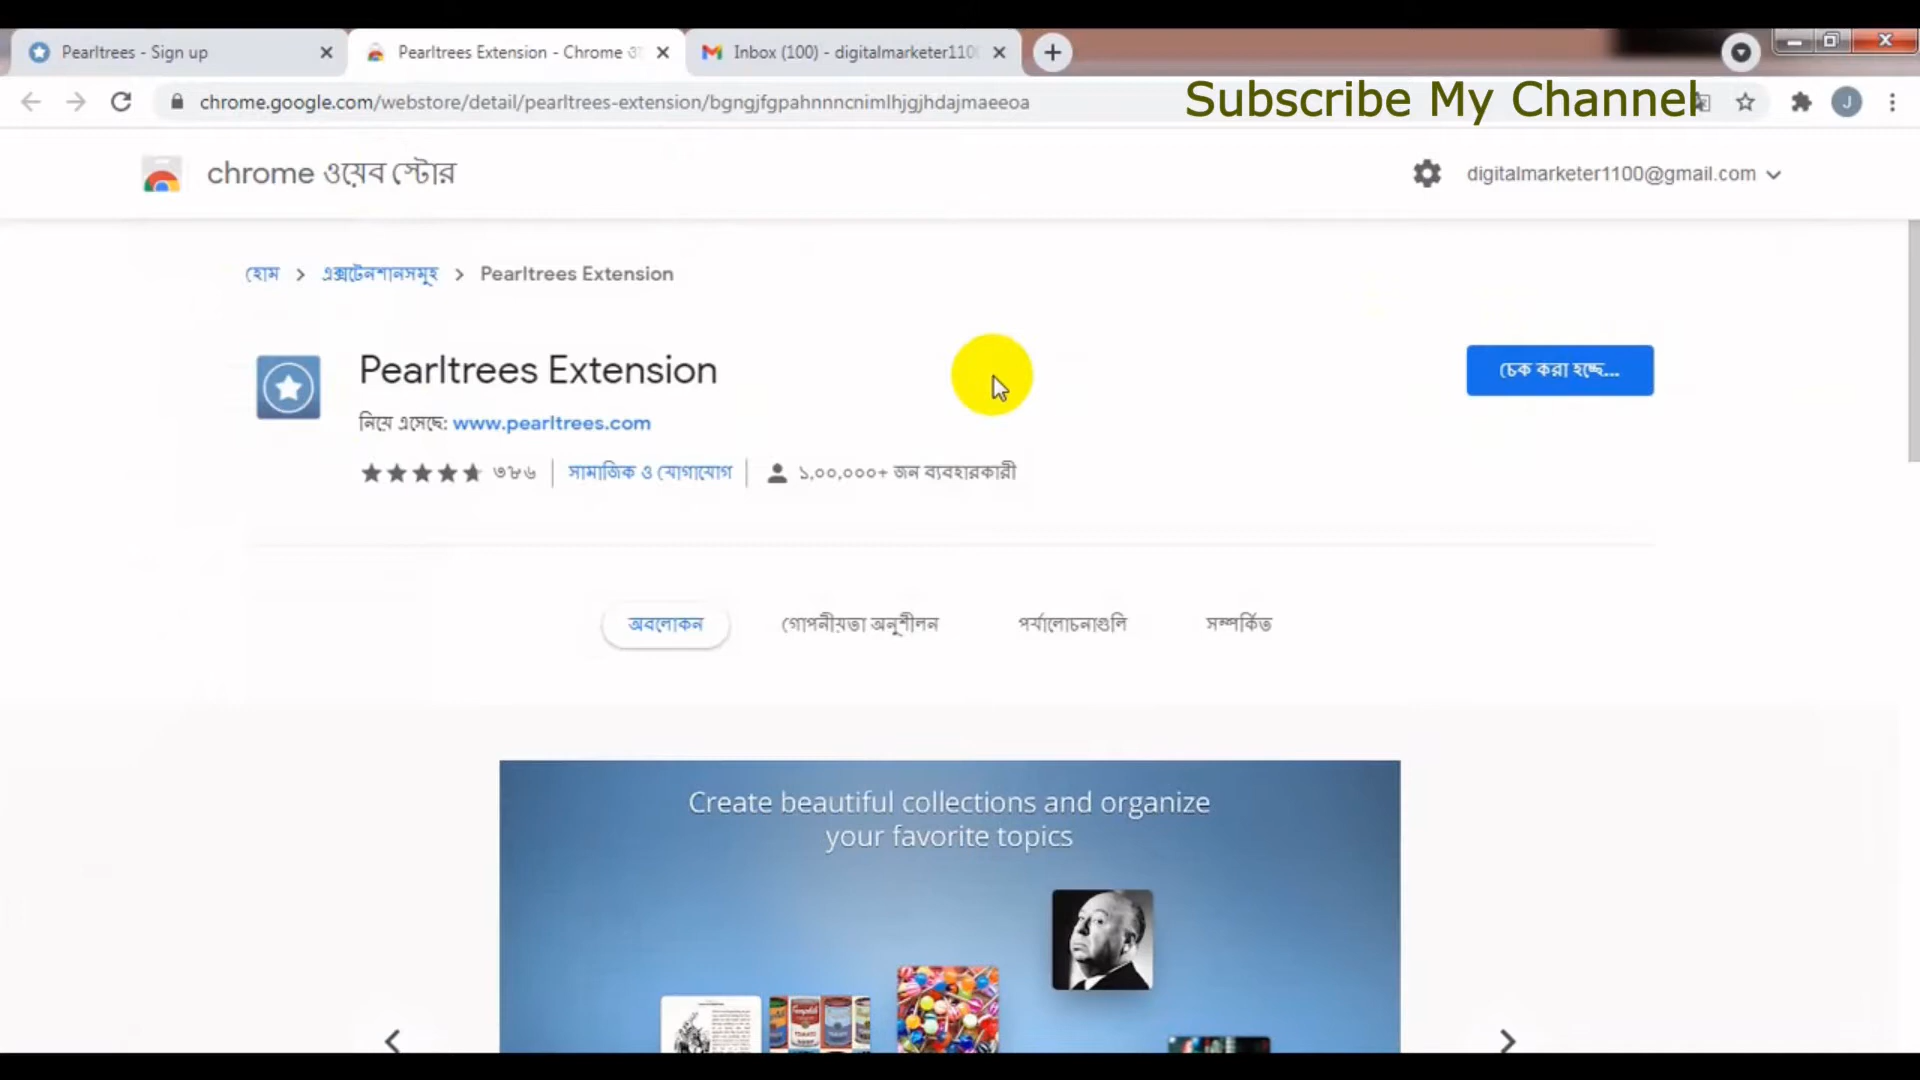 Pearltrees - Sign up
Pearltrees Extension - Chrome ও
Inbox (100) - digitalmarketer110
chrome.google.com/webstore/detail/pearltrees-extension/bgngjfgpahnnncnimlhjgjhdajmaeeoa
Subscribe My Channel
J
chrome ওয়েব স্টোর
digitalmarketer1100@gmail.com
হোম > এক্সটেনশানসমূহ > Pearltrees Extension
Pearltrees Extension
চেক করা হচ্ছে...
নিয়ে এসেছে: www.pearltrees.com
৩৮৬ সামাজিক ও যোগাযোগ ১,০০,০০০+ জন ব্যবহারকারী
অবলোকন গোপনীয়তা অনুশীলন পর্যালোচনাগুলি সম্পর্কিত
Create beautiful collections and organize
your favorite topics
Campbell's
TOMATO